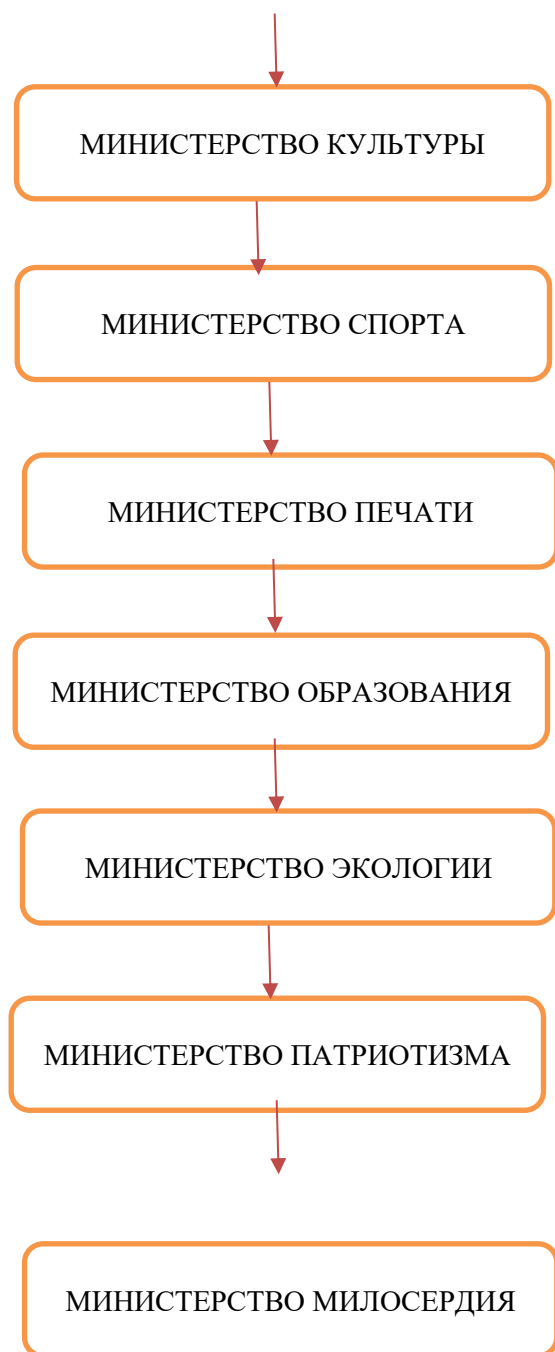 МИНИСТЕРСТВО КУЛЬТУРЫ
МИНИСТЕРСТВО СПОРТА
МИНИСТЕРСТВО ПЕЧАТИ
МИНИСТЕРСТВО ОБРАЗОВАНИЯ
МИНИСТЕРСТВО ЭКОЛОГИИ
МИНИСТЕРСТВО ПАТРИОТИЗМА
МИНИСТЕРСТВО МИЛОСЕРДИЯ